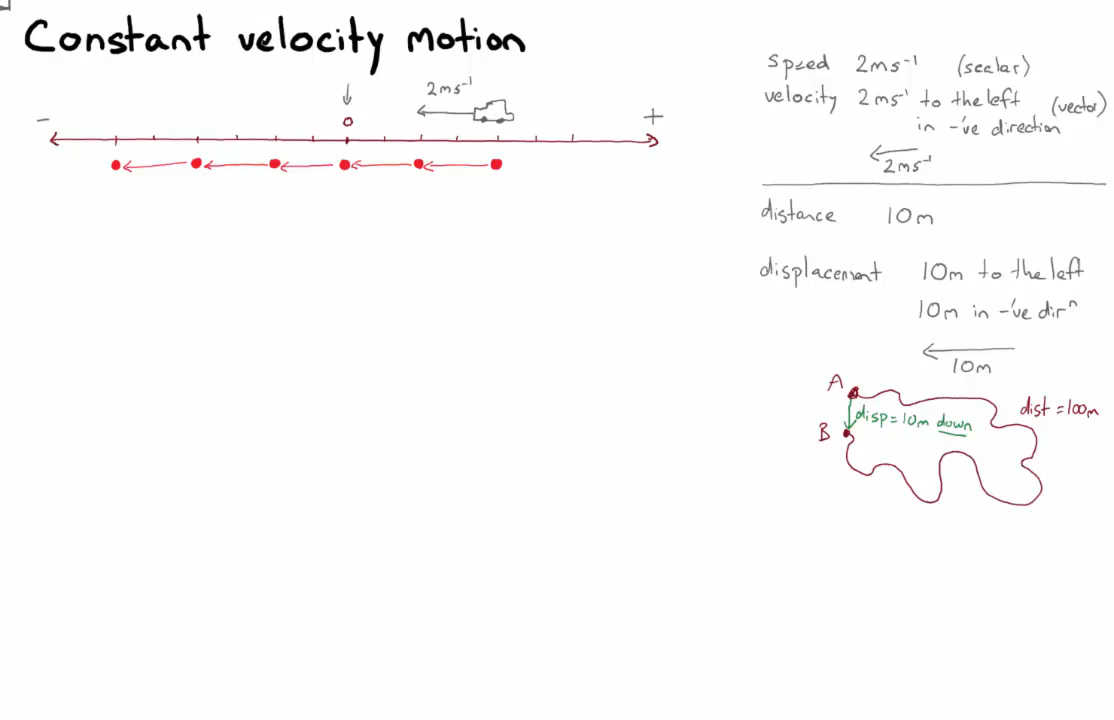 Constant velocity motion
2ms⁻¹
o
-
+
speed 2ms⁻¹ (scalar)
velocity 2ms⁻¹ to the left (vector)
in -'ve direction
2ms⁻¹
distance 10m
displacement 10m to the left
10m in -'ve dirⁿ
10m
A
dist = 100m
disp = 10m down
B